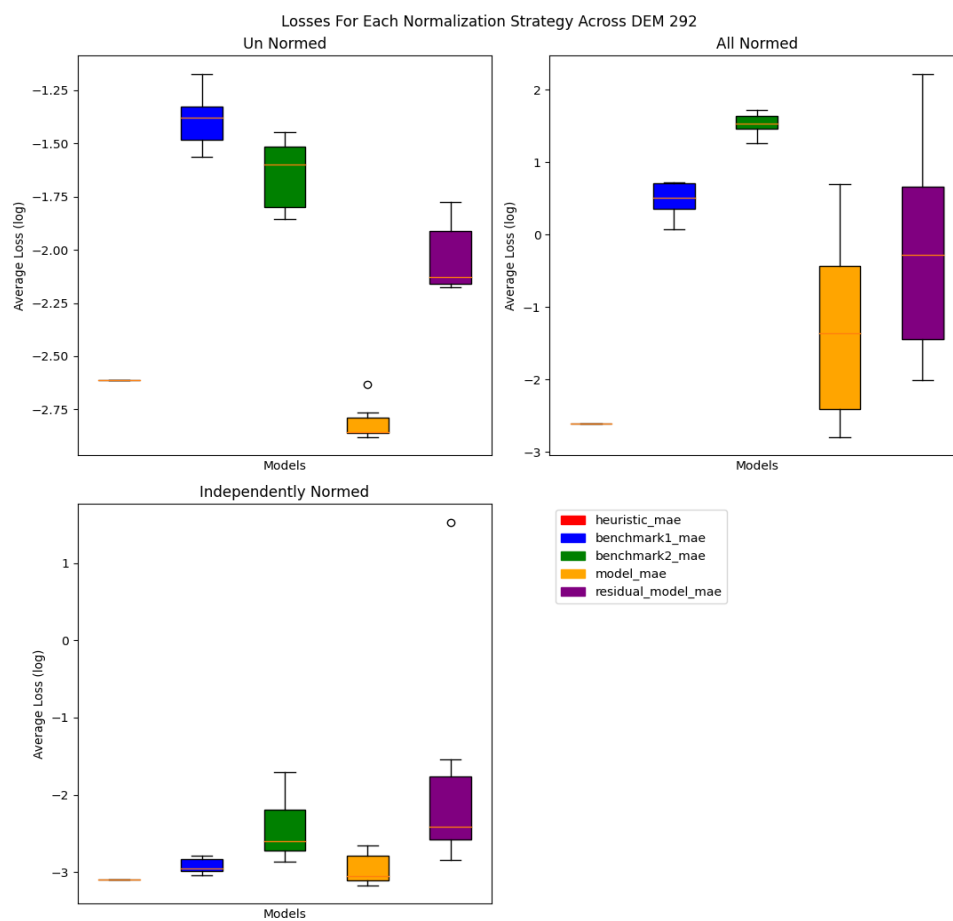 Losses For Each Normalization Strategy Across DEM 292
Un Normed
Average Loss (log)
−1.25
−1.50
−1.75
−2.00
−2.25
−2.50
−2.75
Models
All Normed
Average Loss (log)
2
1
0
−1
−2
−3
Models
Independently Normed
Average Loss (log)
1
0
−1
−2
−3
Models
heuristic_mae
benchmark1_mae
benchmark2_mae
model_mae
residual_model_mae